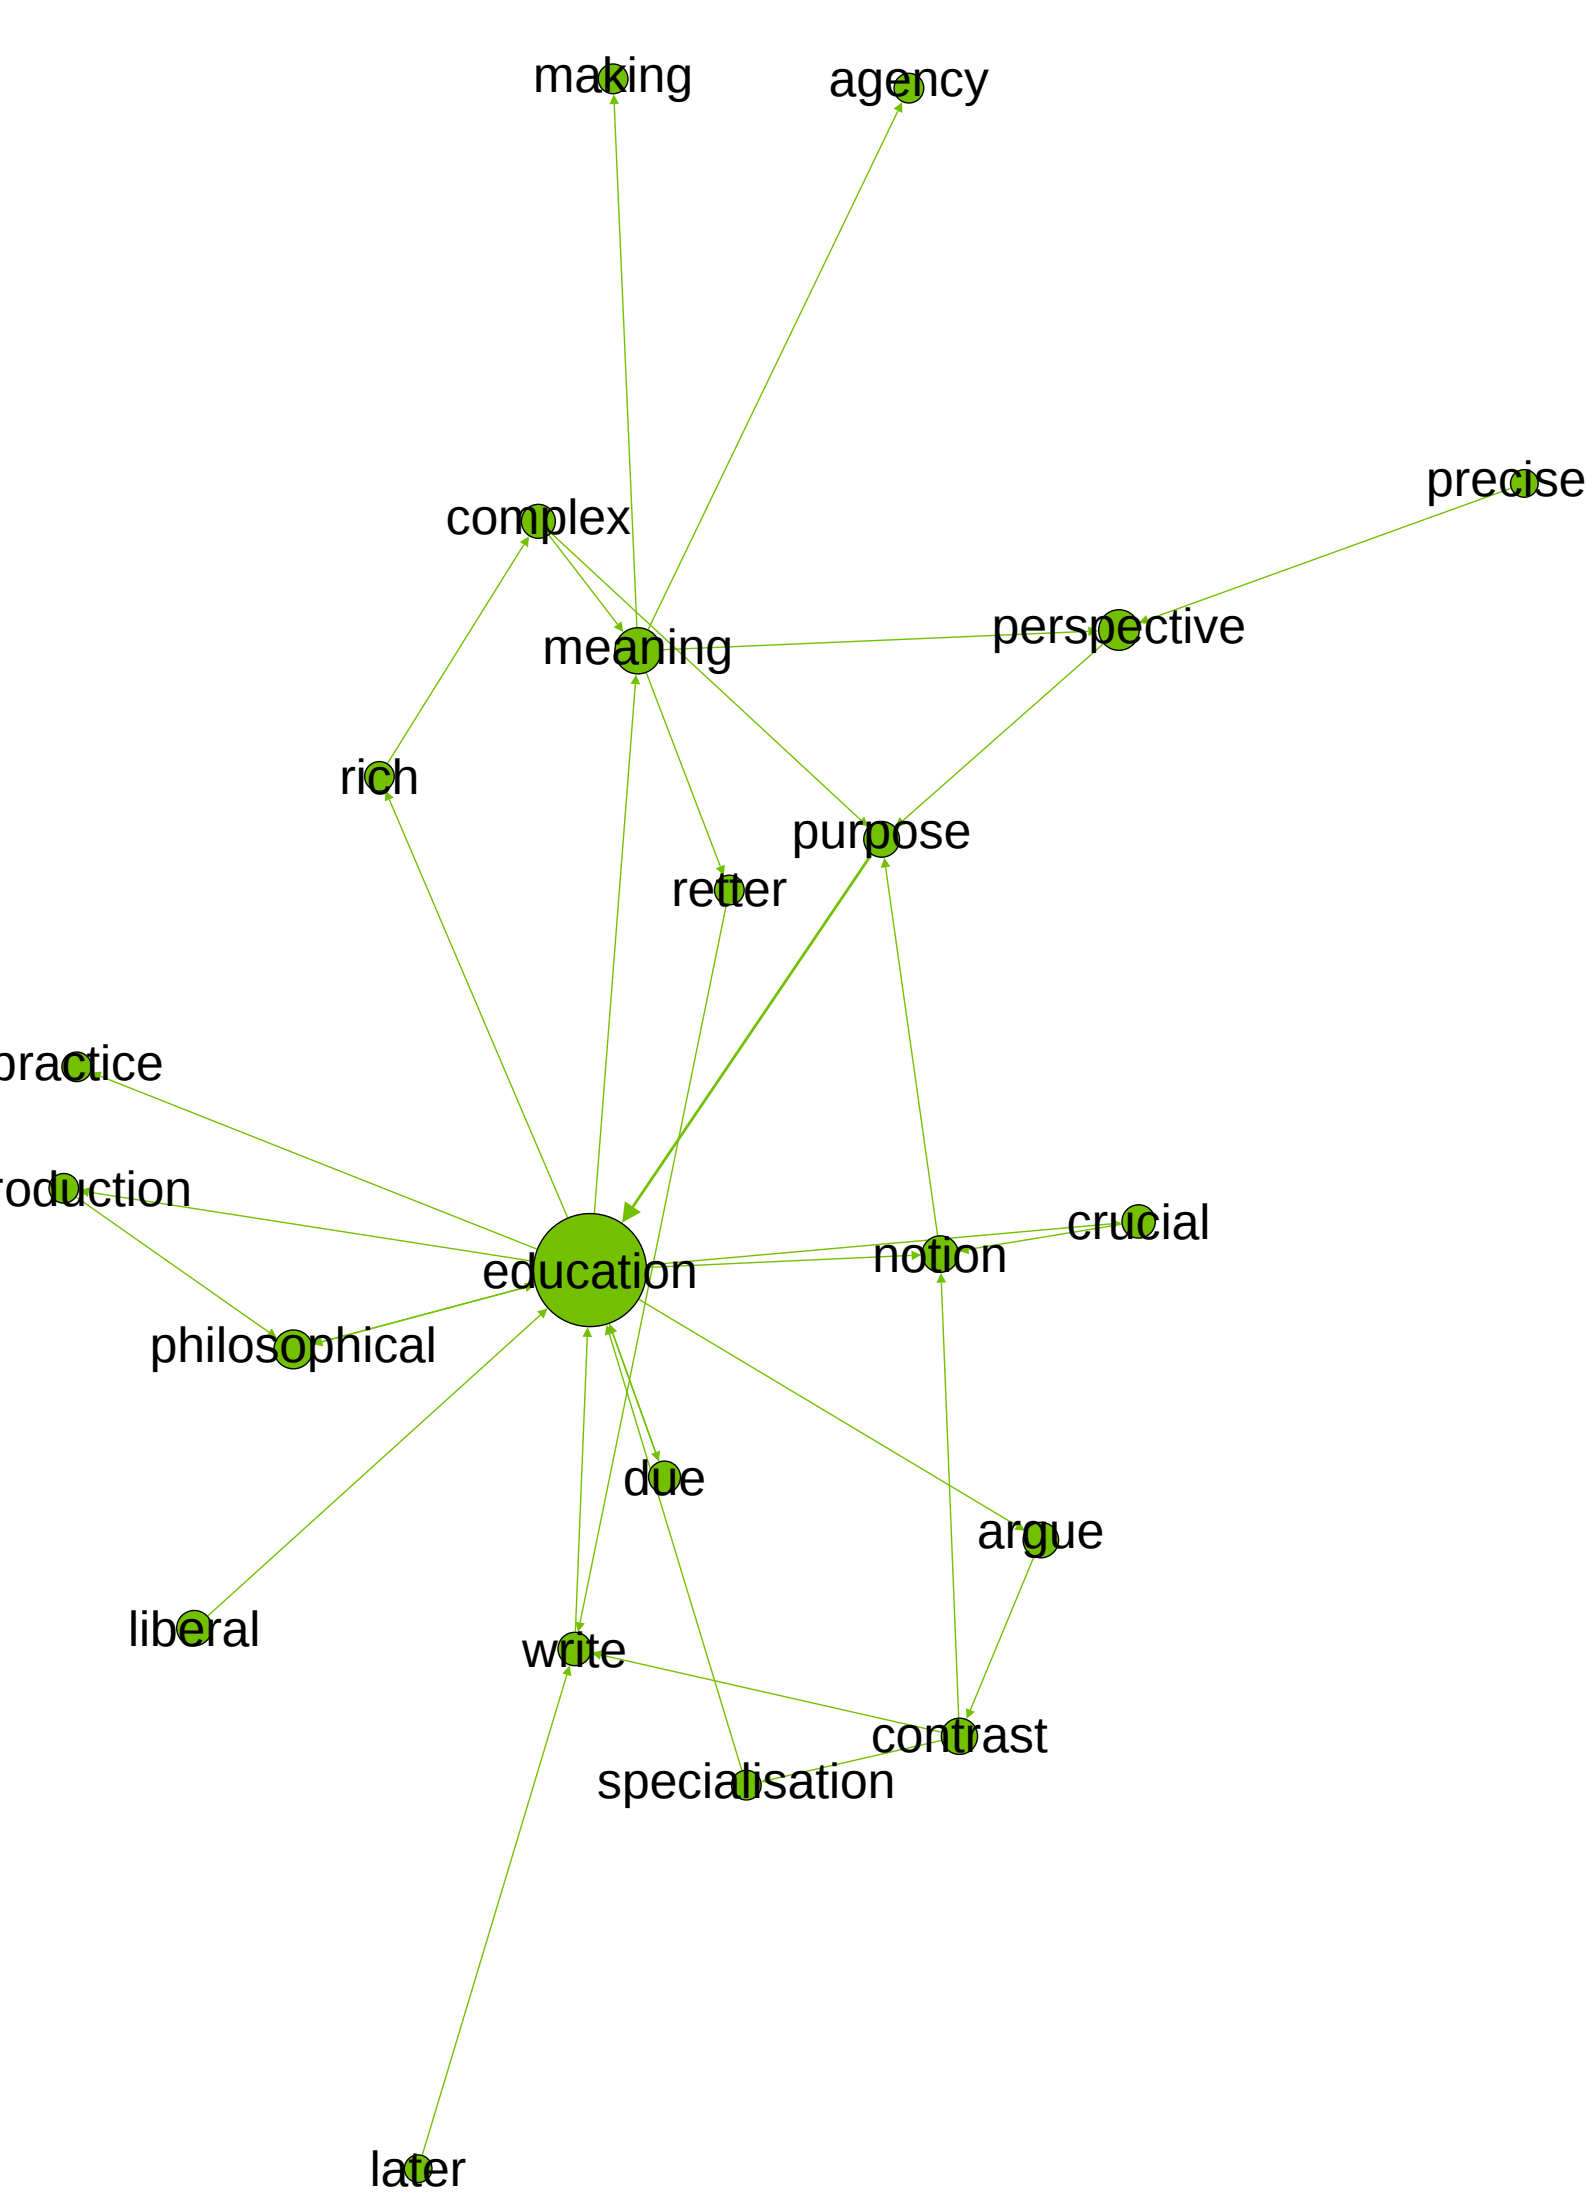 making
agency
precise
complex
perspective
meaning
rich
purpose
retter
practice
roduction
crucial
notion
education
philosophical
due
argue
liberal
write
contrast
specialisation
later